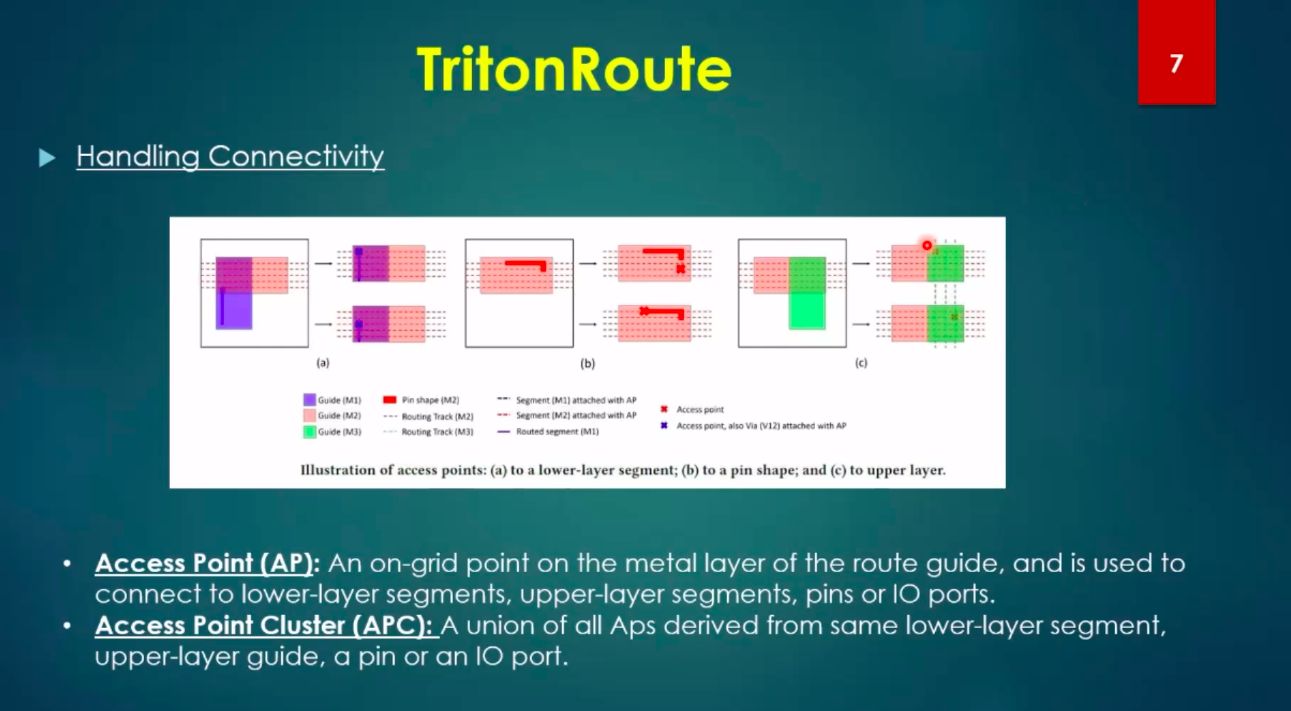 TritonRoute
7
Handling Connectivity
(a)
(b)
(c)
Guide (M1)
Guide (M2)
Guide (M3)
Pin shape (M2)
Routing Track (M2)
Routing Track (M3)
Segment (M1) attached with AP
Segment (M2) attached with AP
Routed segment (M1)
Access point
Access point, also Via (V12) attached with AP
Illustration of access points: (a) to a lower-layer segment; (b) to a pin shape; and (c) to upper layer.
• Access Point (AP): An on-grid point on the metal layer of the route guide, and is used to
connect to lower-layer segments, upper-layer segments, pins or IO ports.
• Access Point Cluster (APC): A union of all Aps derived from same lower-layer segment,
upper-layer guide, a pin or an IO port.